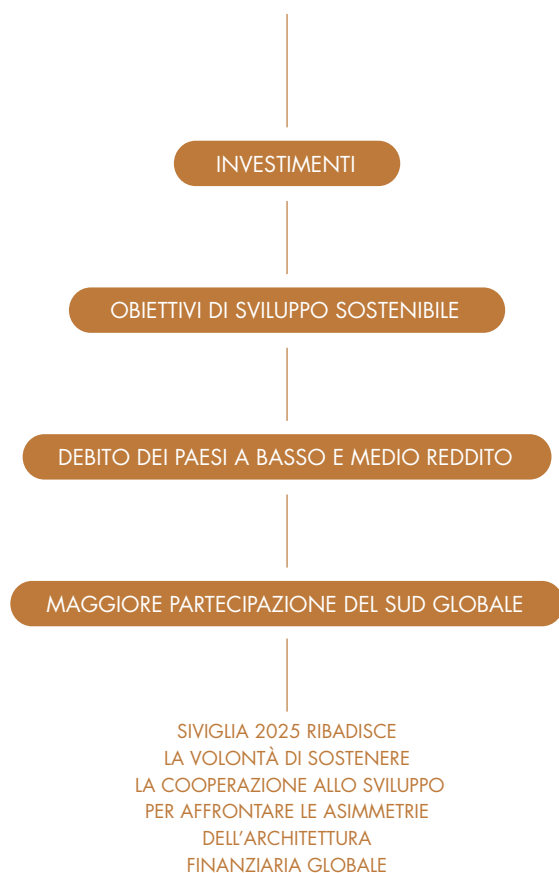 INVESTIMENTI
OBIETTIVI DI SVILUPPO SOSTENIBILE
DEBITO DEI PAESI A BASSO E MEDIO REDDITO
MAGGIORE PARTECIPAZIONE DEL SUD GLOBALE
SIVIGLIA 2025 RIBADISCE
LA VOLONTÀ DI SOSTENERE
LA COOPERAZIONE ALLO SVILUPPO
PER AFFRONTARE LE ASIMMETRIE
DELL’ARCHITETTURA
FINANZIARIA GLOBALE